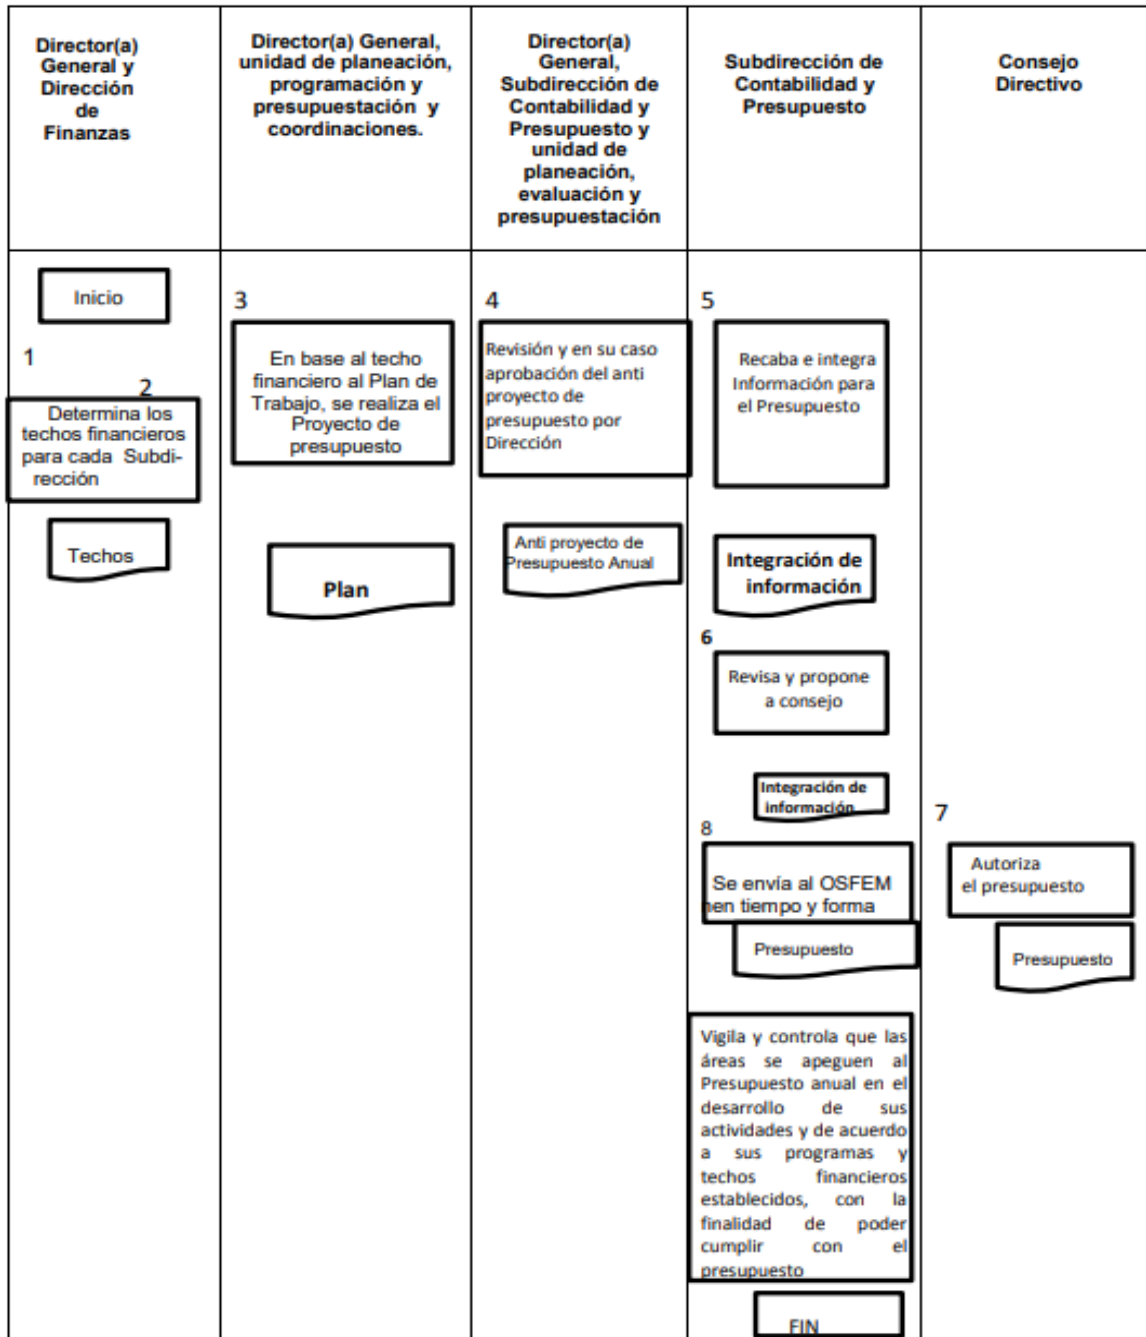 Director(a)
General y
Dirección
de
Finanzas
Director(a) General,
unidad de planeación,
programación y
presupuestación y
coordinaciones.
Director(a)
General,
Subdirección de
Contabilidad y
Presupuesto y
unidad de
planeación,
evaluación y
presupuestación
Subdirección de
Contabilidad y
Presupuesto
Consejo
Directivo
Inicio
1
2
Determina los
techos financieros
para cada Subdi-
rección
Techos
3
En base al techo
financiero al Plan de
Trabajo, se realiza el
Proyecto de
presupuesto
Plan
4
Revisión y en su caso
aprobación del anti
proyecto de
presupuesto por
Dirección
Anti proyecto de
Presupuesto Anual
5
Recaba e integra
Información para
el Presupuesto
Integración de
información
6
Revisa y propone
a consejo
Integración de
información
7
Autoriza
el presupuesto
Presupuesto
8
Se envía al OSFEM
nen tiempo y forma
Presupuesto
Vigila y controla que las
áreas se apeguen al
Presupuesto anual en el
desarrollo de sus
actividades y de acuerdo
a sus programas y
techos financieros
establecidos, con la
finalidad de poder
cumplir con el
presupuesto
FIN